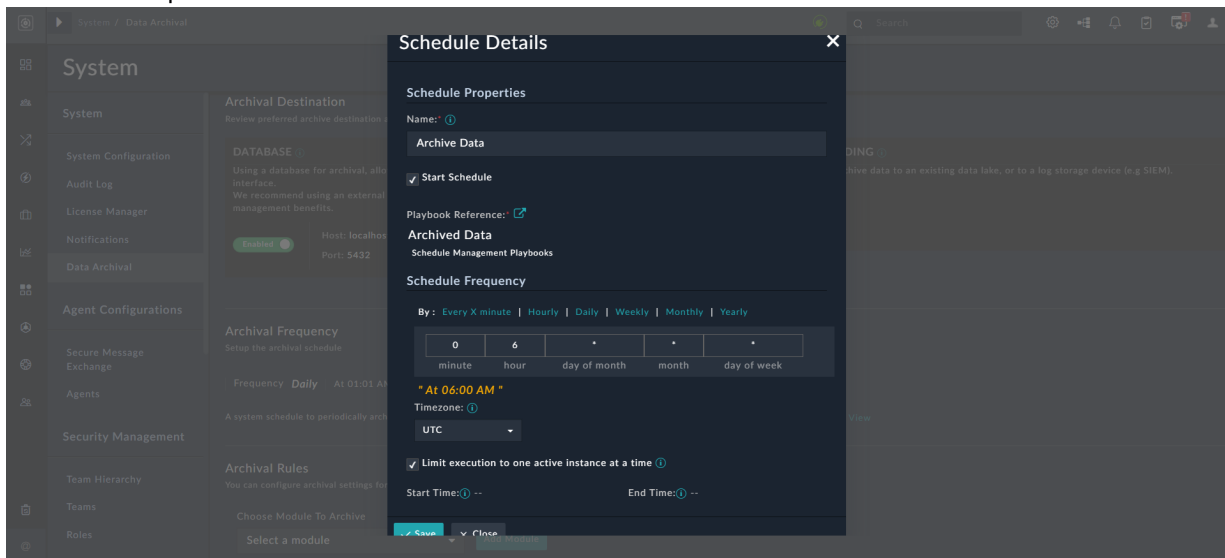 System / Data Archival
Search
System
System
System Configuration
Audit Log
License Manager
Notifications
Data Archival
Agent Configurations
Secure Message
Exchange
Agents
Security Management
Team Hierarchy
Teams
Roles
Archival Destination
Review preferred archive destination
DATABASE
Using a database for archival, allo
interface.
We recommend using an external
management benefits.
Enabled
Host: localhos
Port: 5432
DING
hive data to an existing data lake, or to a log storage device (e.g SIEM).
Archival Frequency
Setup the archival schedule
Frequency Daily At 01:01 AM
A system schedule to periodically arch
View
Archival Rules
You can configure archival settings for
Choose Module To Archive
Select a module
Add Module
Schedule Details
Schedule Properties
Name:*
Archive Data
Start Schedule
Playbook Reference:*
Archived Data
Schedule Management Playbooks
Schedule Frequency
By : Every X minute | Hourly | Daily | Weekly | Monthly | Yearly
0 6 * * *
minute hour day of month month day of week
" At 06:00 AM "
Timezone:
UTC
Limit execution to one active instance at a time
Start Time: -- End Time: --
Save × Close